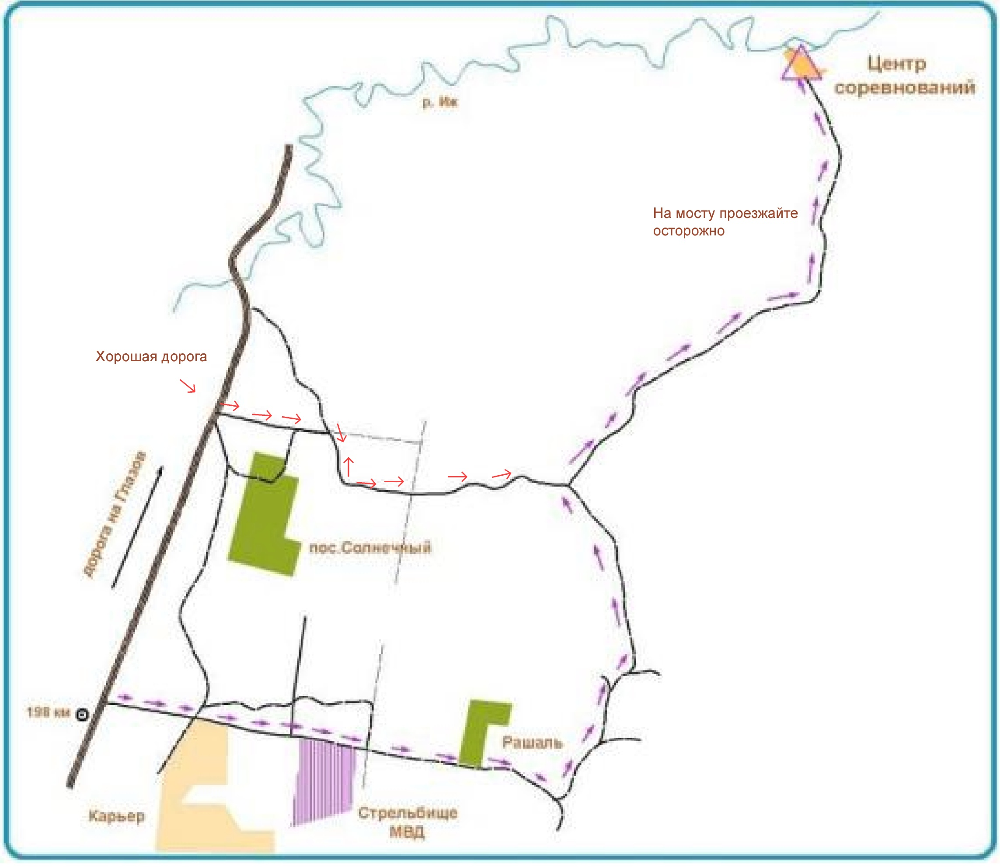 Центр
соревнований
р. Иж
На мосту проезжайте
осторожно
Хорошая дорога
Дорога на Глазов
пос.Солнечный
198 км
Рашаль
Карьер
Стрельбище
МВД